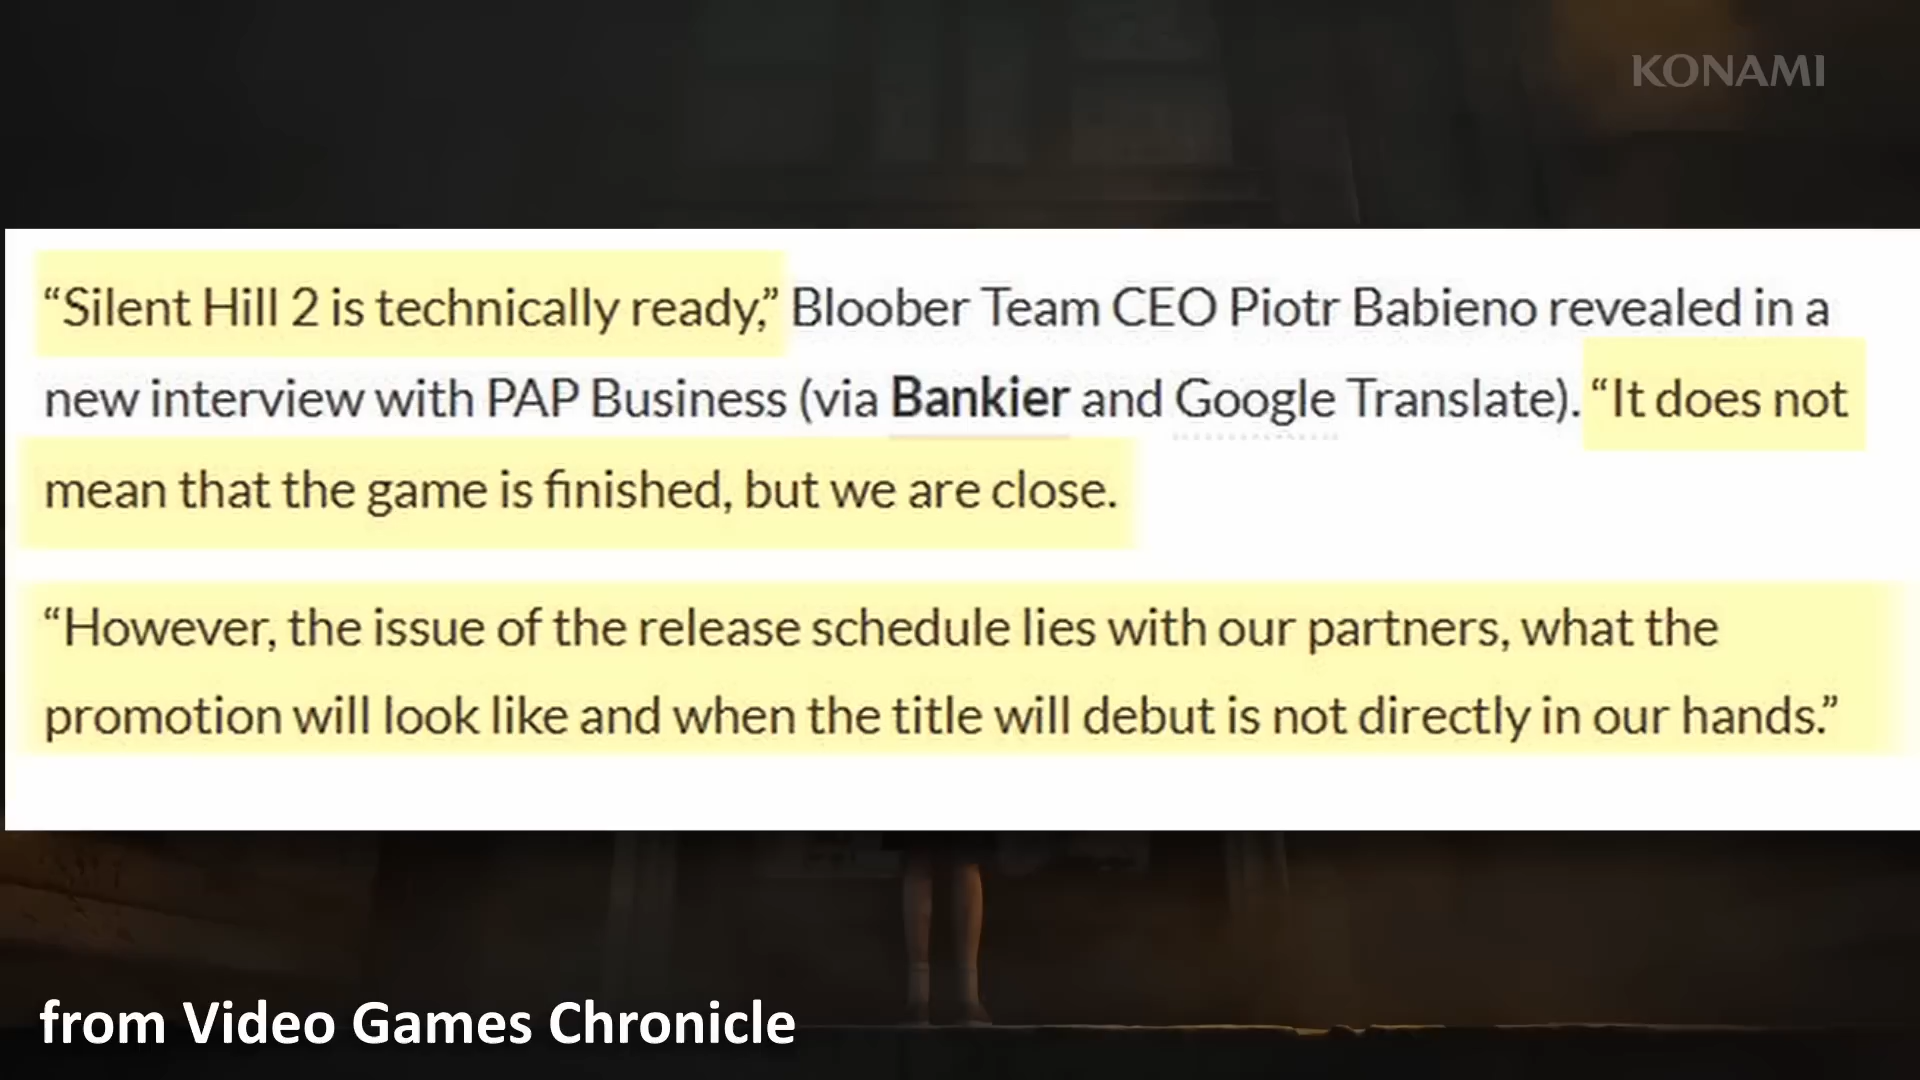 KONAMI
“Silent Hill 2 is technically ready,” Bloober Team CEO Piotr Babieno revealed in a
new interview with PAP Business (via Bankier and Google Translate). “It does not
mean that the game is finished, but we are close.
“However, the issue of the release schedule lies with our partners, what the
promotion will look like and when the title will debut is not directly in our hands.”
from Video Games Chronicle